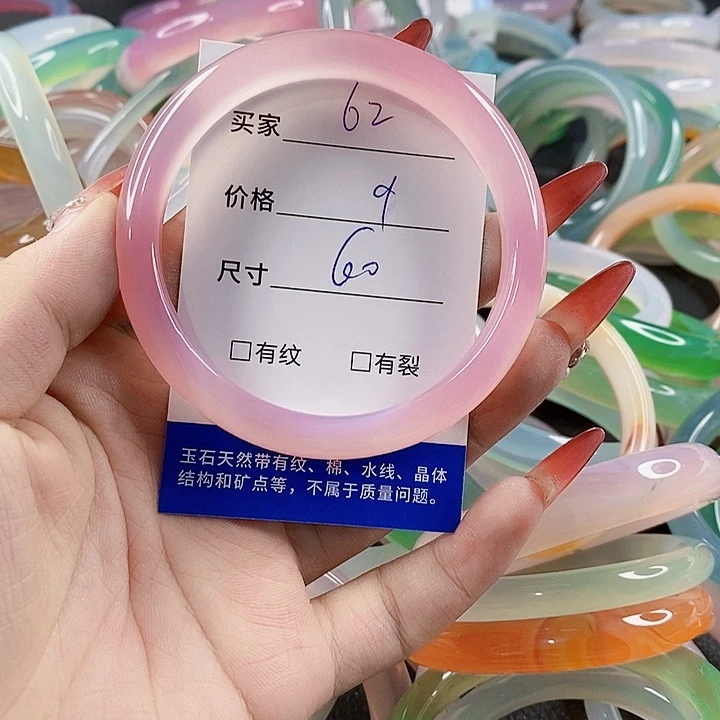 买家 62
价格 9
尺寸 60
□有纹 □有裂
玉石天然带有纹、棉、水线、晶体
结构和矿点等，不属于质量问题。